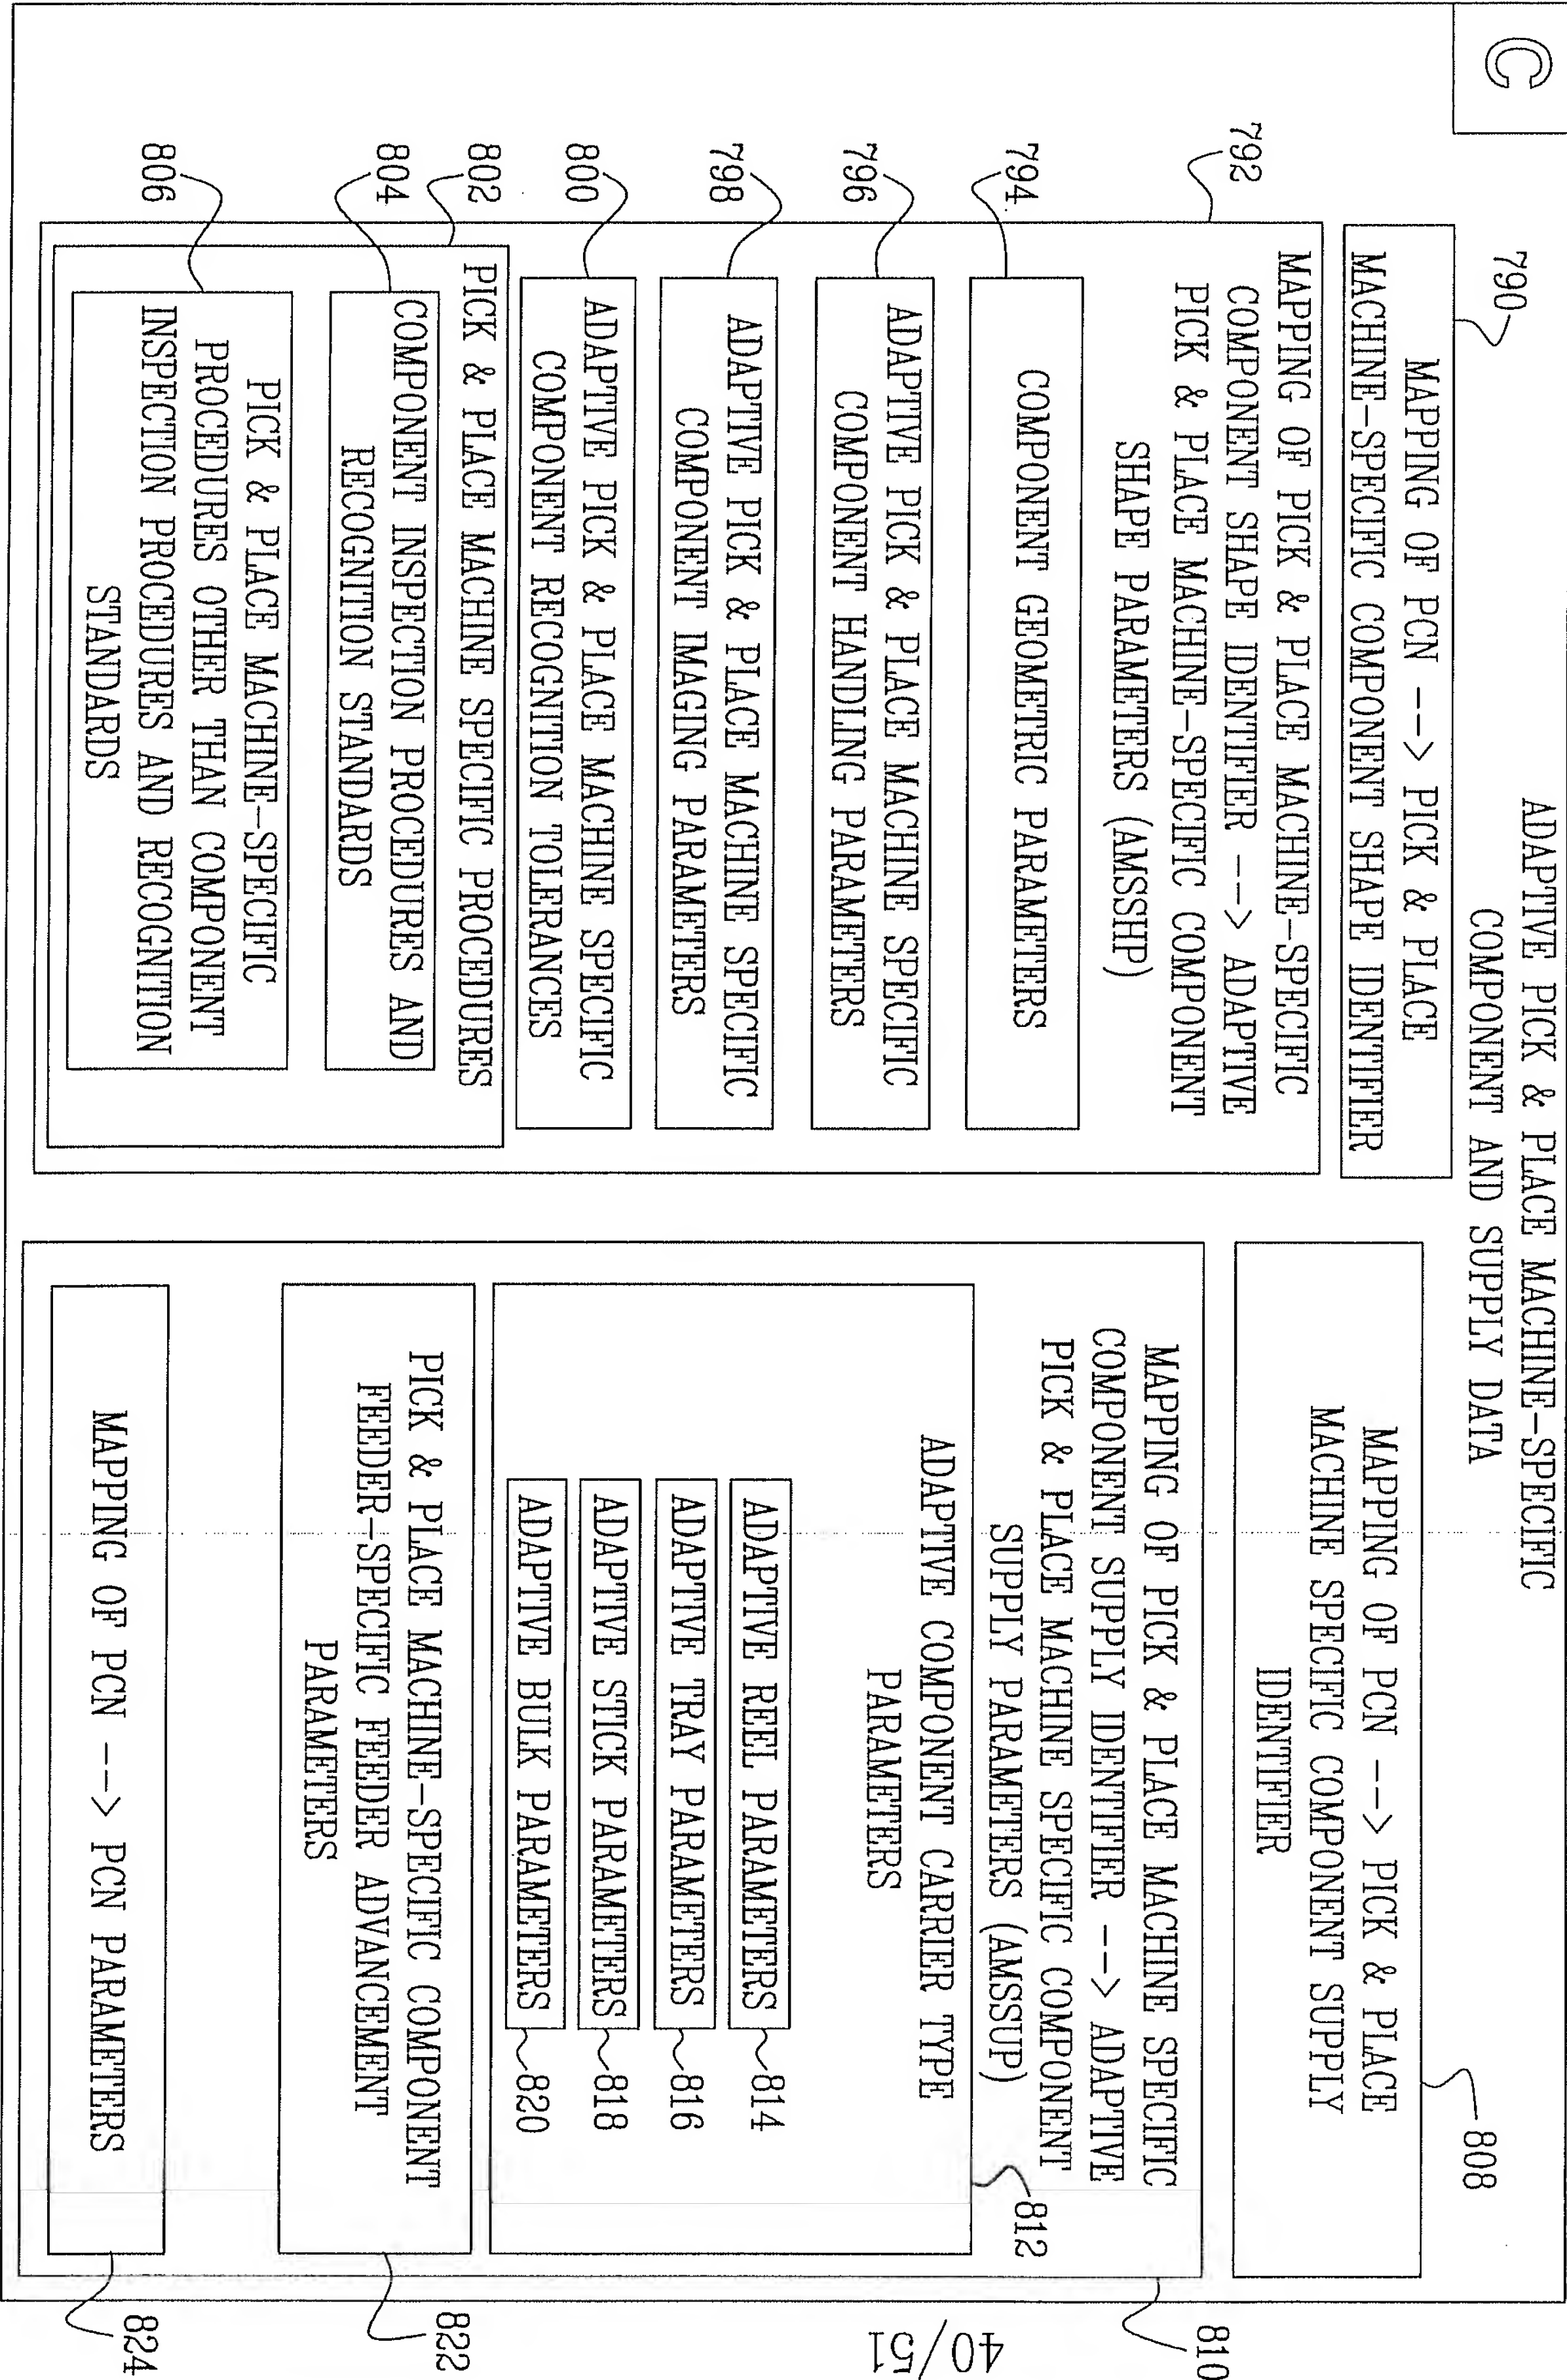 C
ADAPTIVE PICK & PLACE MACHINE-SPECIFIC
COMPONENT AND SUPPLY DATA
790
MAPPING OF PCN --> PICK & PLACE
MACHINE-SPECIFIC COMPONENT SHAPE IDENTIFIER
792
MAPPING OF PICK & PLACE MACHINE-SPECIFIC
COMPONENT SHAPE IDENTIFIER --> ADAPTIVE
PICK & PLACE MACHINE-SPECIFIC COMPONENT
SHAPE PARAMETERS (AMSSHP)
794
COMPONENT GEOMETRIC PARAMETERS
796
ADAPTIVE PICK & PLACE MACHINE SPECIFIC
COMPONENT HANDLING PARAMETERS
798
ADAPTIVE PICK & PLACE MACHINE SPECIFIC
COMPONENT IMAGING PARAMETERS
800
ADAPTIVE PICK & PLACE MACHINE SPECIFIC
COMPONENT RECOGNITION TOLERANCES
802
PICK & PLACE MACHINE SPECIFIC PROCEDURES
804
COMPONENT INSPECTION PROCEDURES AND
RECOGNITION STANDARDS
806
PICK & PLACE MACHINE-SPECIFIC
PROCEDURES OTHER THAN COMPONENT
INSPECTION PROCEDURES AND RECOGNITION
STANDARDS
808
MAPPING OF PCN --> PICK & PLACE
MACHINE SPECIFIC COMPONENT SUPPLY
IDENTIFIER
810
MAPPING OF PICK & PLACE MACHINE SPECIFIC
COMPONENT SUPPLY IDENTIFIER --> ADAPTIVE
PICK & PLACE MACHINE SPECIFIC COMPONENT
SUPPLY PARAMETERS (AMSSUP)
812
ADAPTIVE COMPONENT CARRIER TYPE
PARAMETERS
ADAPTIVE REEL PARAMETERS
814
ADAPTIVE TRAY PARAMETERS
816
ADAPTIVE STICK PARAMETERS
818
ADAPTIVE BULK PARAMETERS
820
PICK & PLACE MACHINE-SPECIFIC COMPONENT
FEEDER-SPECIFIC FEEDER ADVANCEMENT
PARAMETERS
822
MAPPING OF PCN --> PCN PARAMETERS
824
40/51